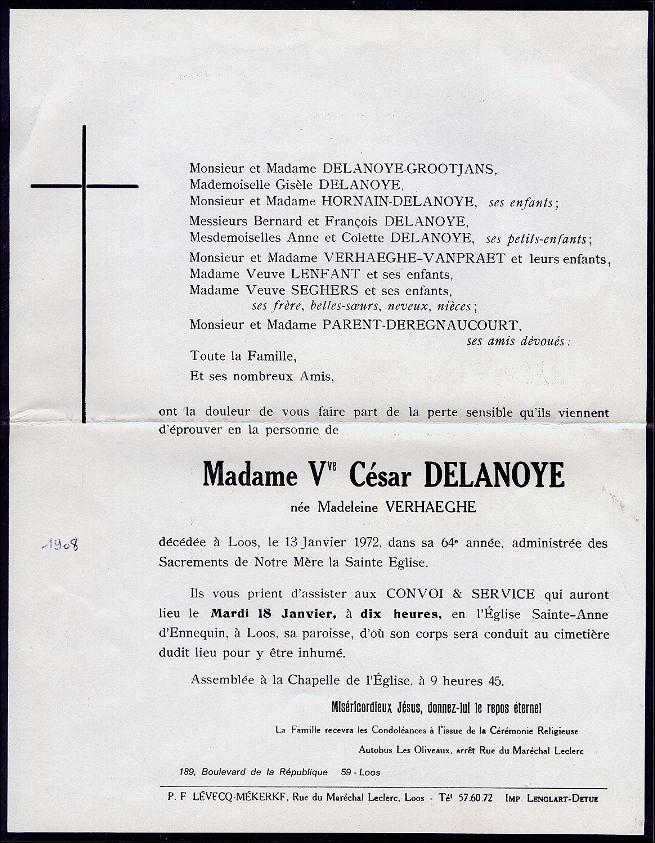 Monsieur et Madame DELANOYE-GROOTJANS,
Mademoiselle Gisèle DELANOYE,
Monsieur et Madame HORNAIN-DELANOYE, ses enfants ;
Messieurs Bernard et François DELANOYE,
Mesdemoiselles Anne et Colette DELANOYE, ses petits-enfants ;
Monsieur et Madame VERHAEGHE-VANPRAET et leurs enfants,
Madame Veuve LENFANT et ses enfants,
Madame Veuve SEGHERS et ses enfants,
ses frère, belles-sœurs, neveux, nièces ;
Monsieur et Madame PARENT-DEREGNAUCOURT,
ses amis dévoués :
Toute la Famille,
Et ses nombreux Amis,
ont la douleur de vous faire part de la perte sensible qu'ils viennent
d'éprouver en la personne de
Madame Vve César DELANOYE
née Madeleine VERHAEGHE
1908
décédée à Loos, le 13 Janvier 1972, dans sa 64e année, administrée des
Sacrements de Notre Mère la Sainte Eglise.
Ils vous prient d'assister aux CONVOI & SERVICE qui auront
lieu le Mardi 18 Janvier, à dix heures, en l'Église Sainte-Anne
d'Ennequin, à Loos, sa paroisse, d'où son corps sera conduit au cimetière
dudit lieu pour y être inhumé.
Assemblée à la Chapelle de l'Église, à 9 heures 45.
Miséricordieux Jésus, donnez-lui le repos éternel
La Famille recevra les Condoléances à l'issue de la Cérémonie Religieuse
Autobus Les Oliveaux, arrêt Rue du Maréchal Leclerc
189, Boulevard de la République 59 - Loos
P. F LÉVECQ-MÉKERKF, Rue du Maréchal Leclerc, Loos - Tél 57.60.72 IMP LENGLART-DETUE